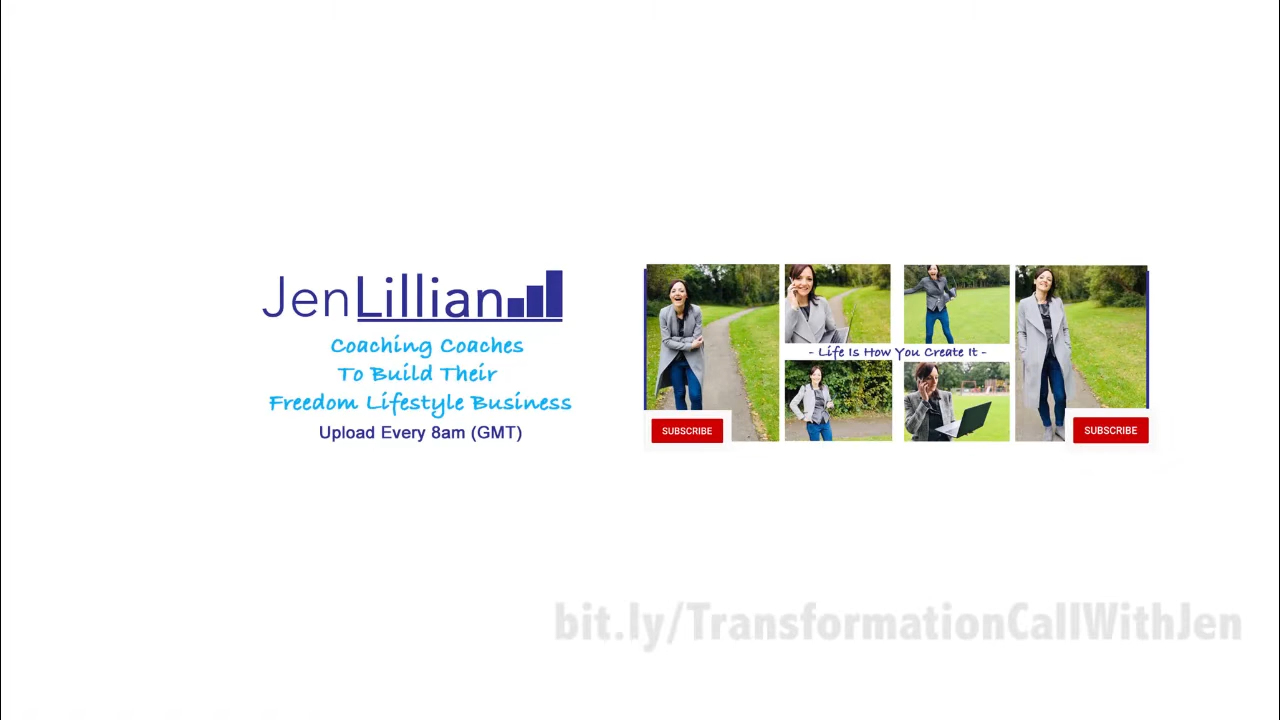 JenLillian
Coaching Coaches
To Build Their
Freedom Lifestyle Business
Upload Every 8am (GMT)
- Life Is How You Create It -
SUBSCRIBE
SUBSCRIBE
bit.ly/TransformationCallWithJen